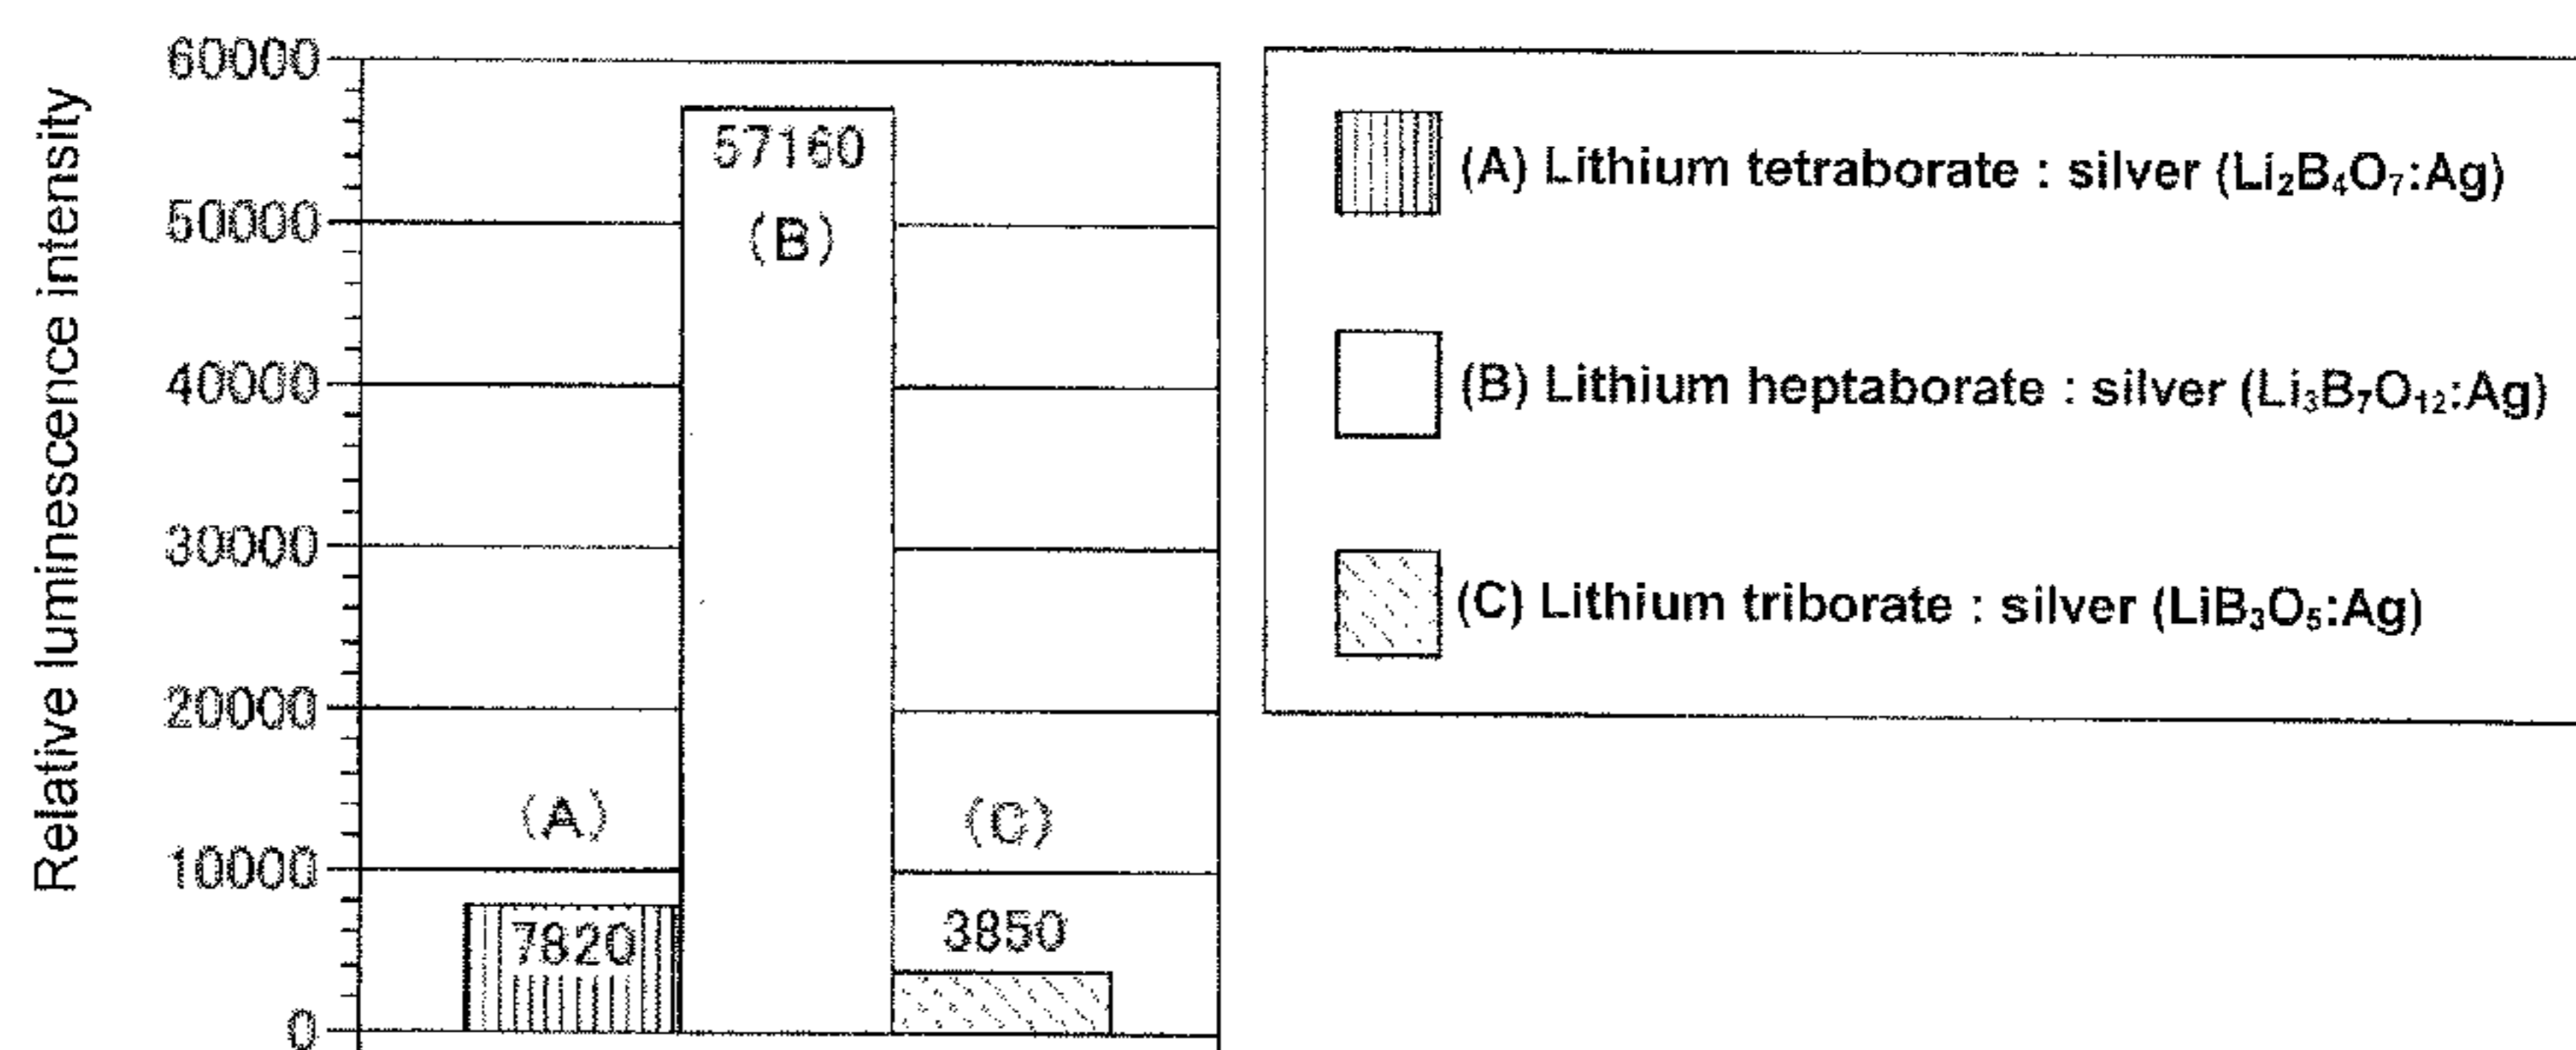 Relative luminescence intensity
60000
50000
40000
30000
20000
10000
0
57160
(B)
(A)
(C)
7820
3850
(A) Lithium tetraborate : silver (Li₂B₄O₇:Ag)
(B) Lithium heptaborate : silver (Li₃B₇O₁₂:Ag)
(C) Lithium triborate : silver (LiB₃O₅:Ag)